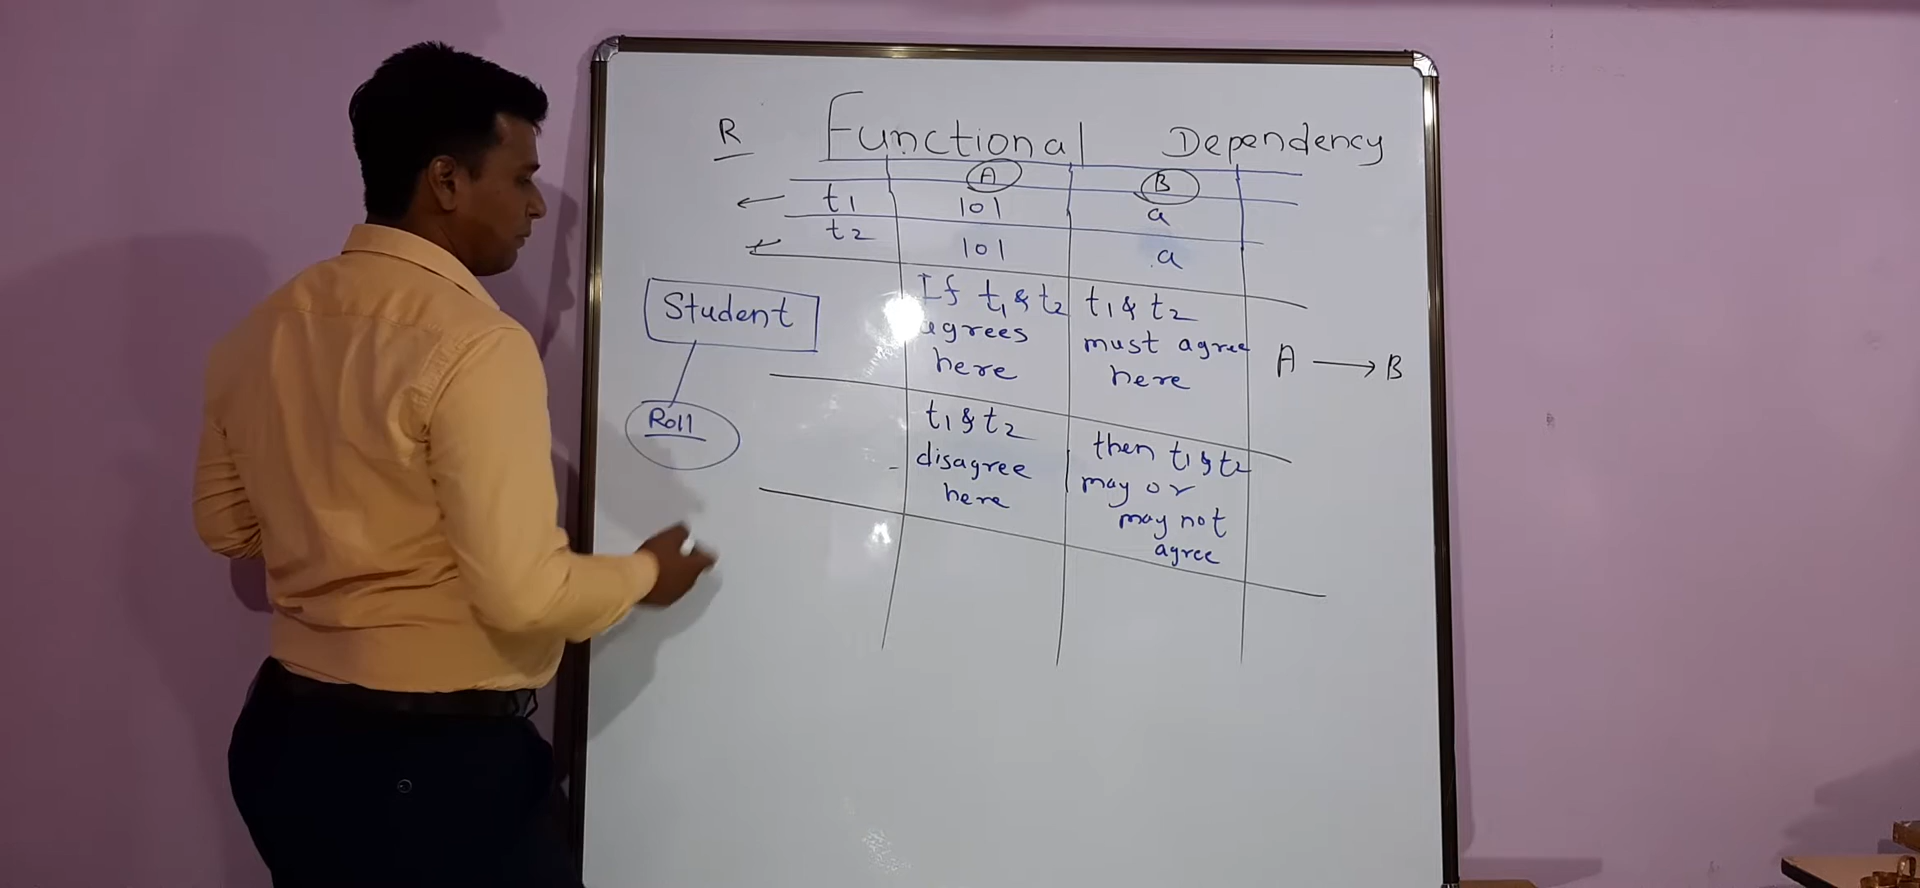 R Functional Dependency
A B
t1 101 a
t2 101 a
If t1 & t2
agrees
here
t1 & t2
must agree
here
A → B
Student
Roll
t1 & t2
disagree
here
then t1 & t2
may or
may not
agree